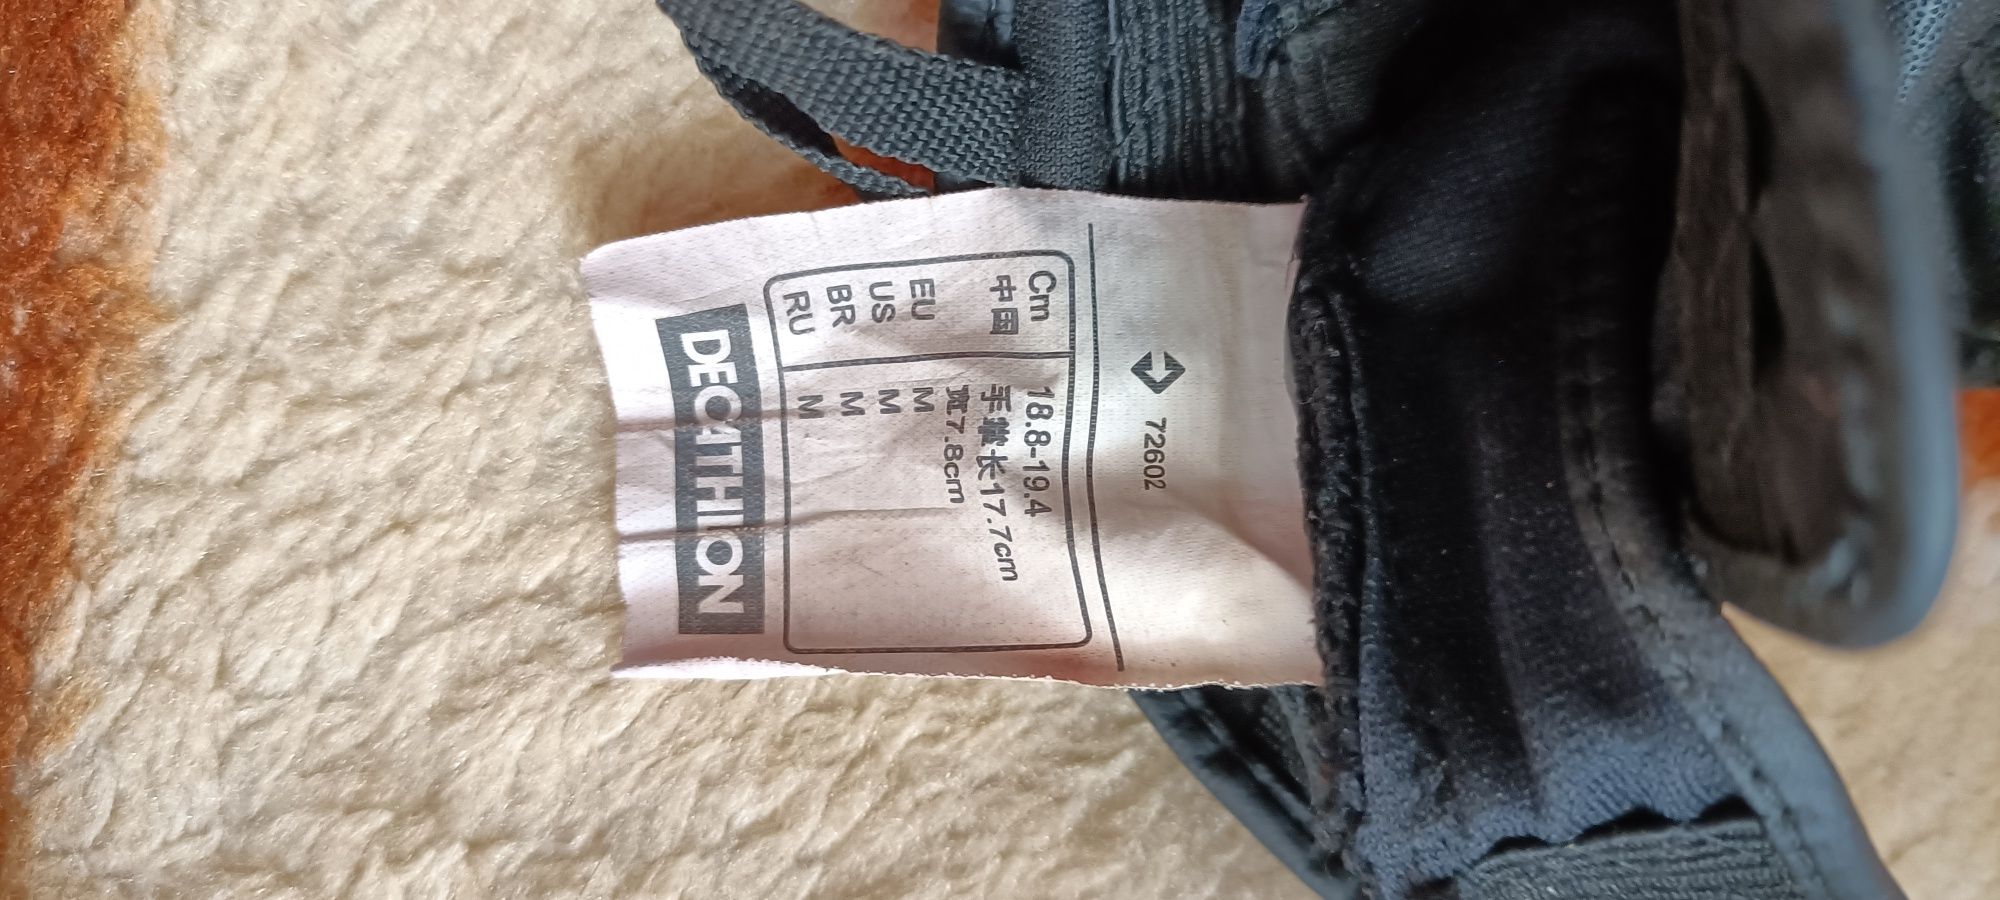 72602
Cm 18.8-19.4
中国 手掌长17.7cm
宽7.8cm
EU M
US M
BR M
RU M
DECATHLON